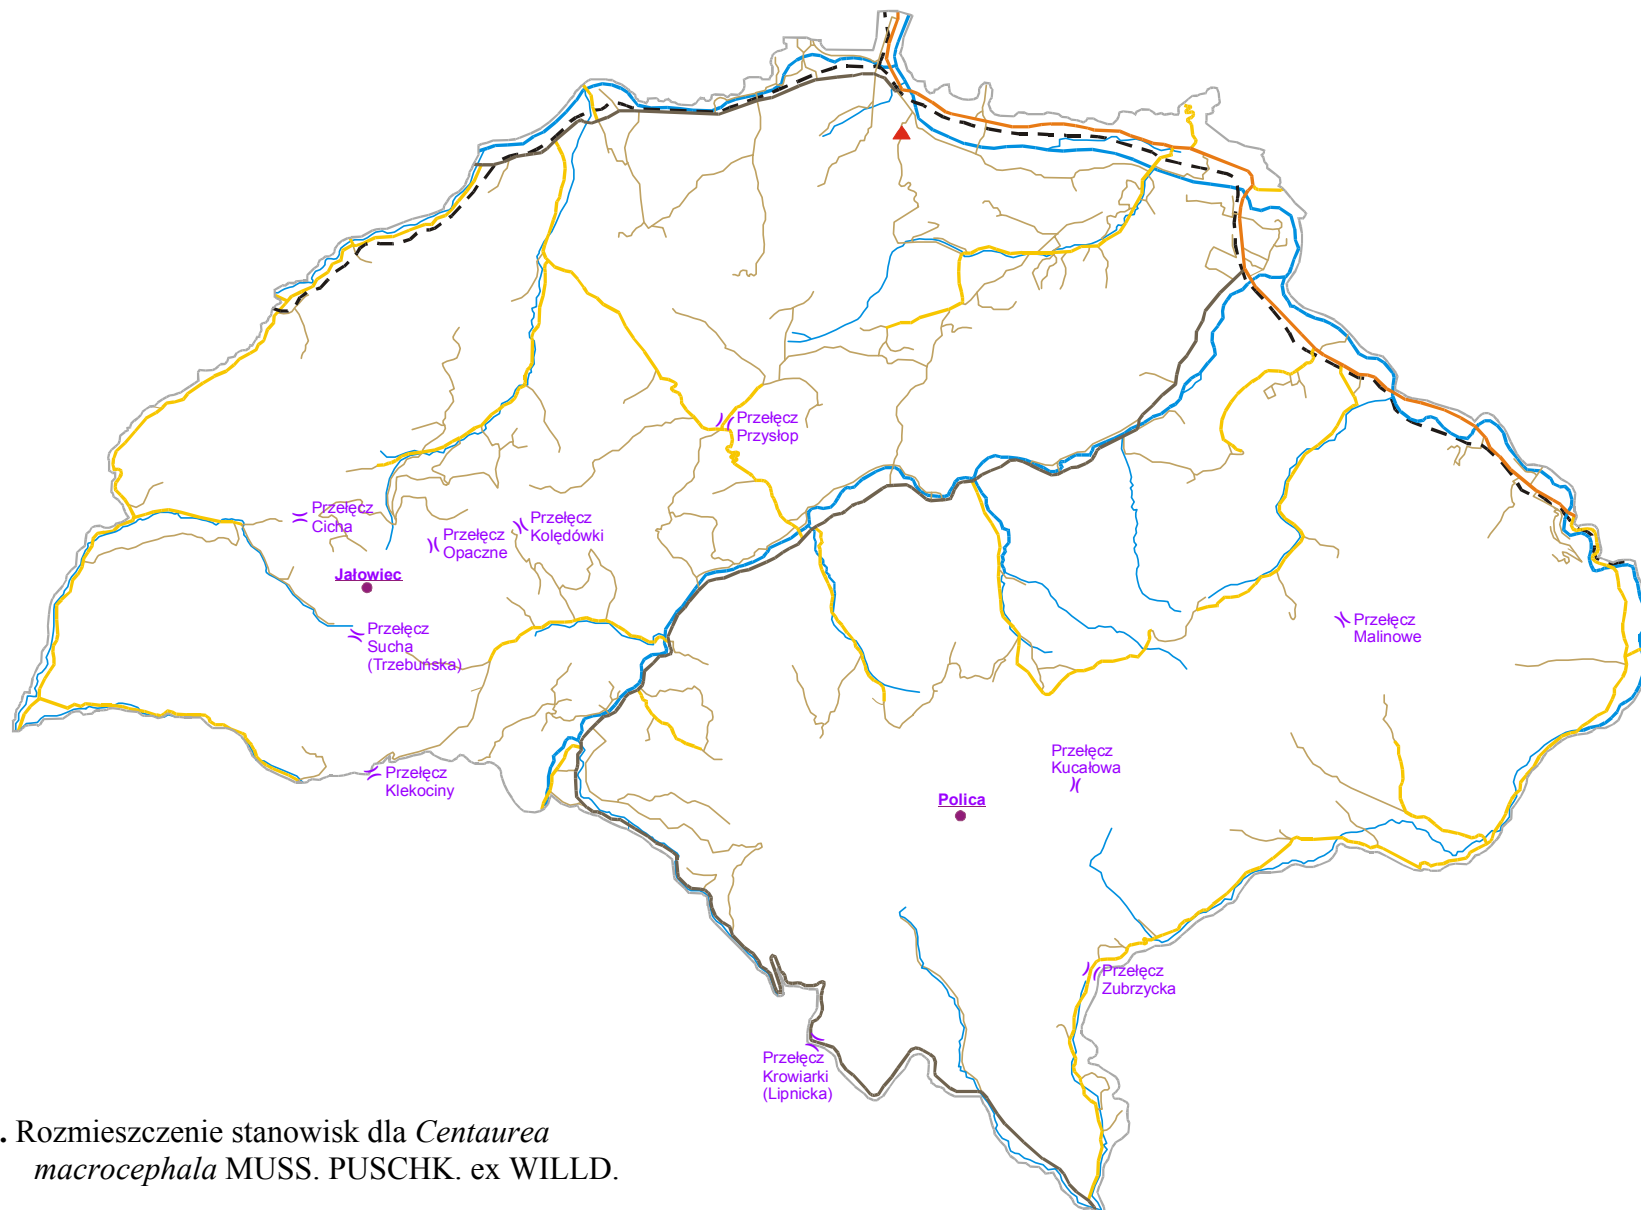 Przełęcz
Przysłop
Przełęcz
Cicha
Przełęcz
Kolędówki
Przełęcz
Opaczne
Jałowiec
Przełęcz
Sucha
(Trzebuńska)
Przełęcz
Malinowe
Przełęcz
Klekociny
Przełęcz
Kucałowa
Polica
Przełęcz
Zubrzycka
Przełęcz
Krowiarki
(Lipnicka)
. Rozmieszczenie stanowisk dla Centaurea
macrocephala MUSS. PUSCHK. ex WILLD.